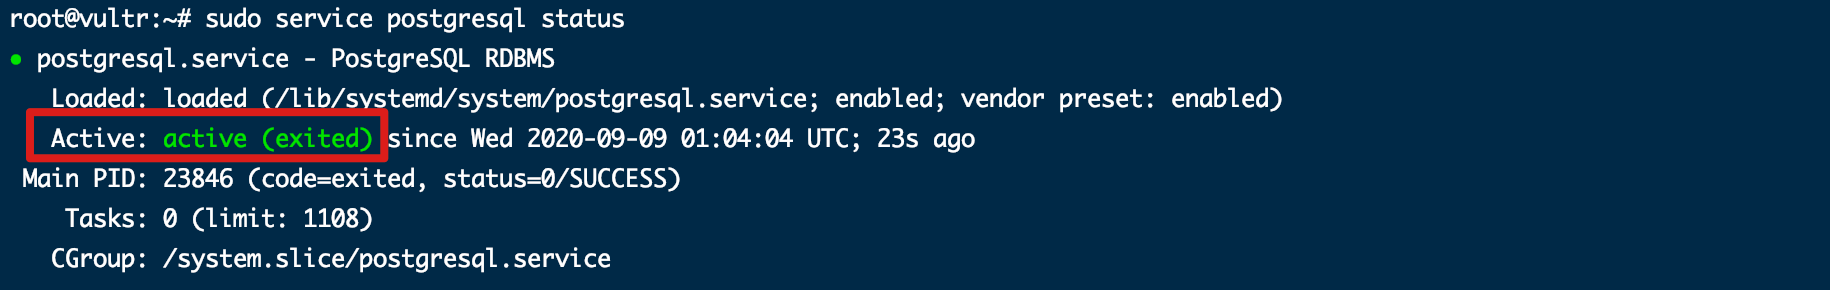 root@vultr:~# sudo service postgresql status
● postgresql.service - PostgreSQL RDBMS
Loaded: loaded (/lib/systemd/system/postgresql.service; enabled; vendor preset: enabled)
Active: active (exited) since Wed 2020-09-09 01:04:04 UTC; 23s ago
Main PID: 23846 (code=exited, status=0/SUCCESS)
Tasks: 0 (limit: 1108)
CGroup: /system.slice/postgresql.service